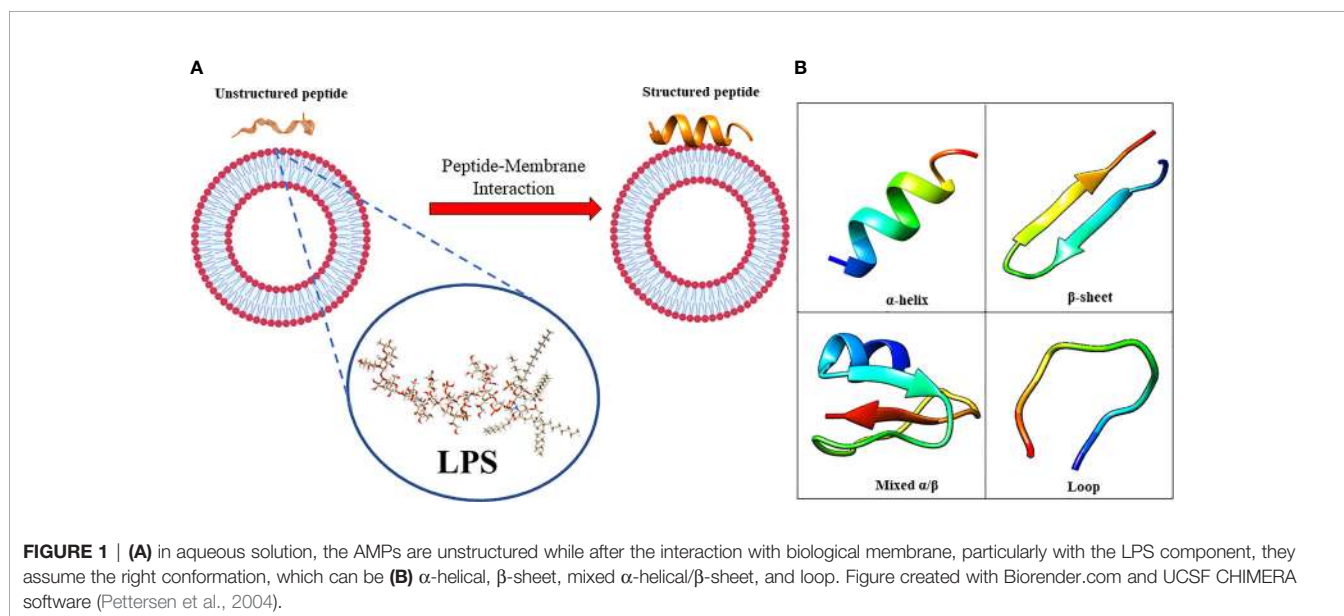 A
B
Unstructured peptide
Structured peptide
Peptide-Membrane
Interaction
LPS
α-helix
β-sheet
Mixed α/β
Loop
FIGURE 1 | (A) in aqueous solution, the AMPs are unstructured while after the interaction with biological membrane, particularly with the LPS component, they
assume the right conformation, which can be (B) α-helical, β-sheet, mixed α-helical/β-sheet, and loop. Figure created with Biorender.com and UCSF CHIMERA
software (Pettersen et al., 2004).